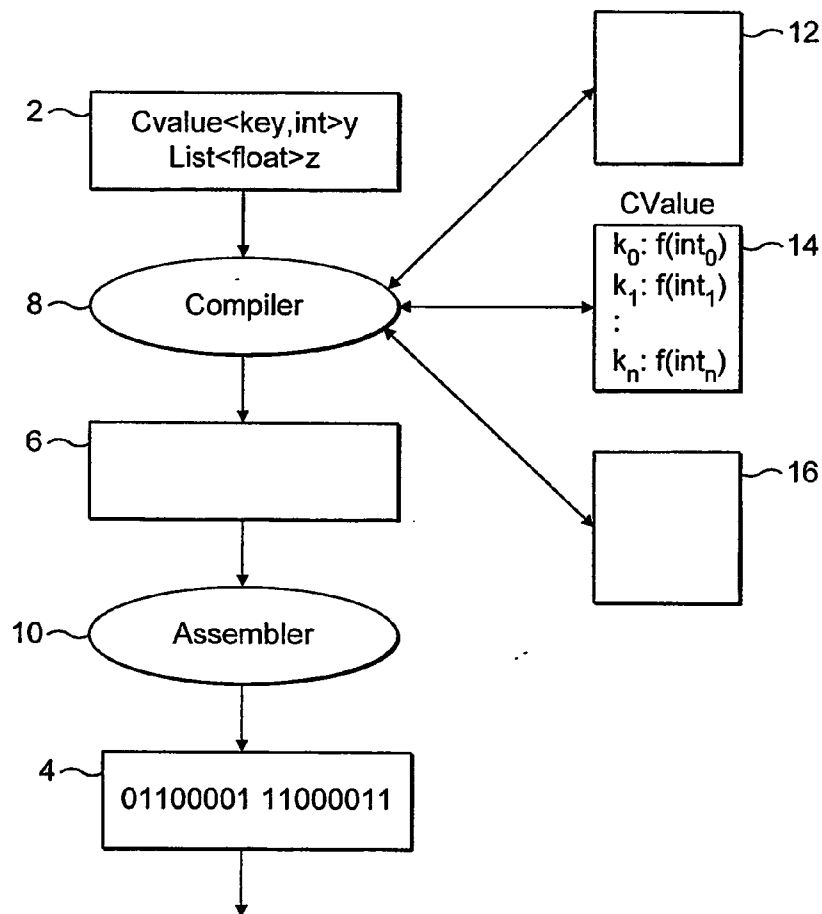 12
2
Cvalue<key,int>y
List<float>z
CValue
14
k₀: f(int₀)
k₁: f(int₁)
:
kₙ: f(intₙ)
8
Compiler
6
16
10
Assembler
4
01100001 11000011